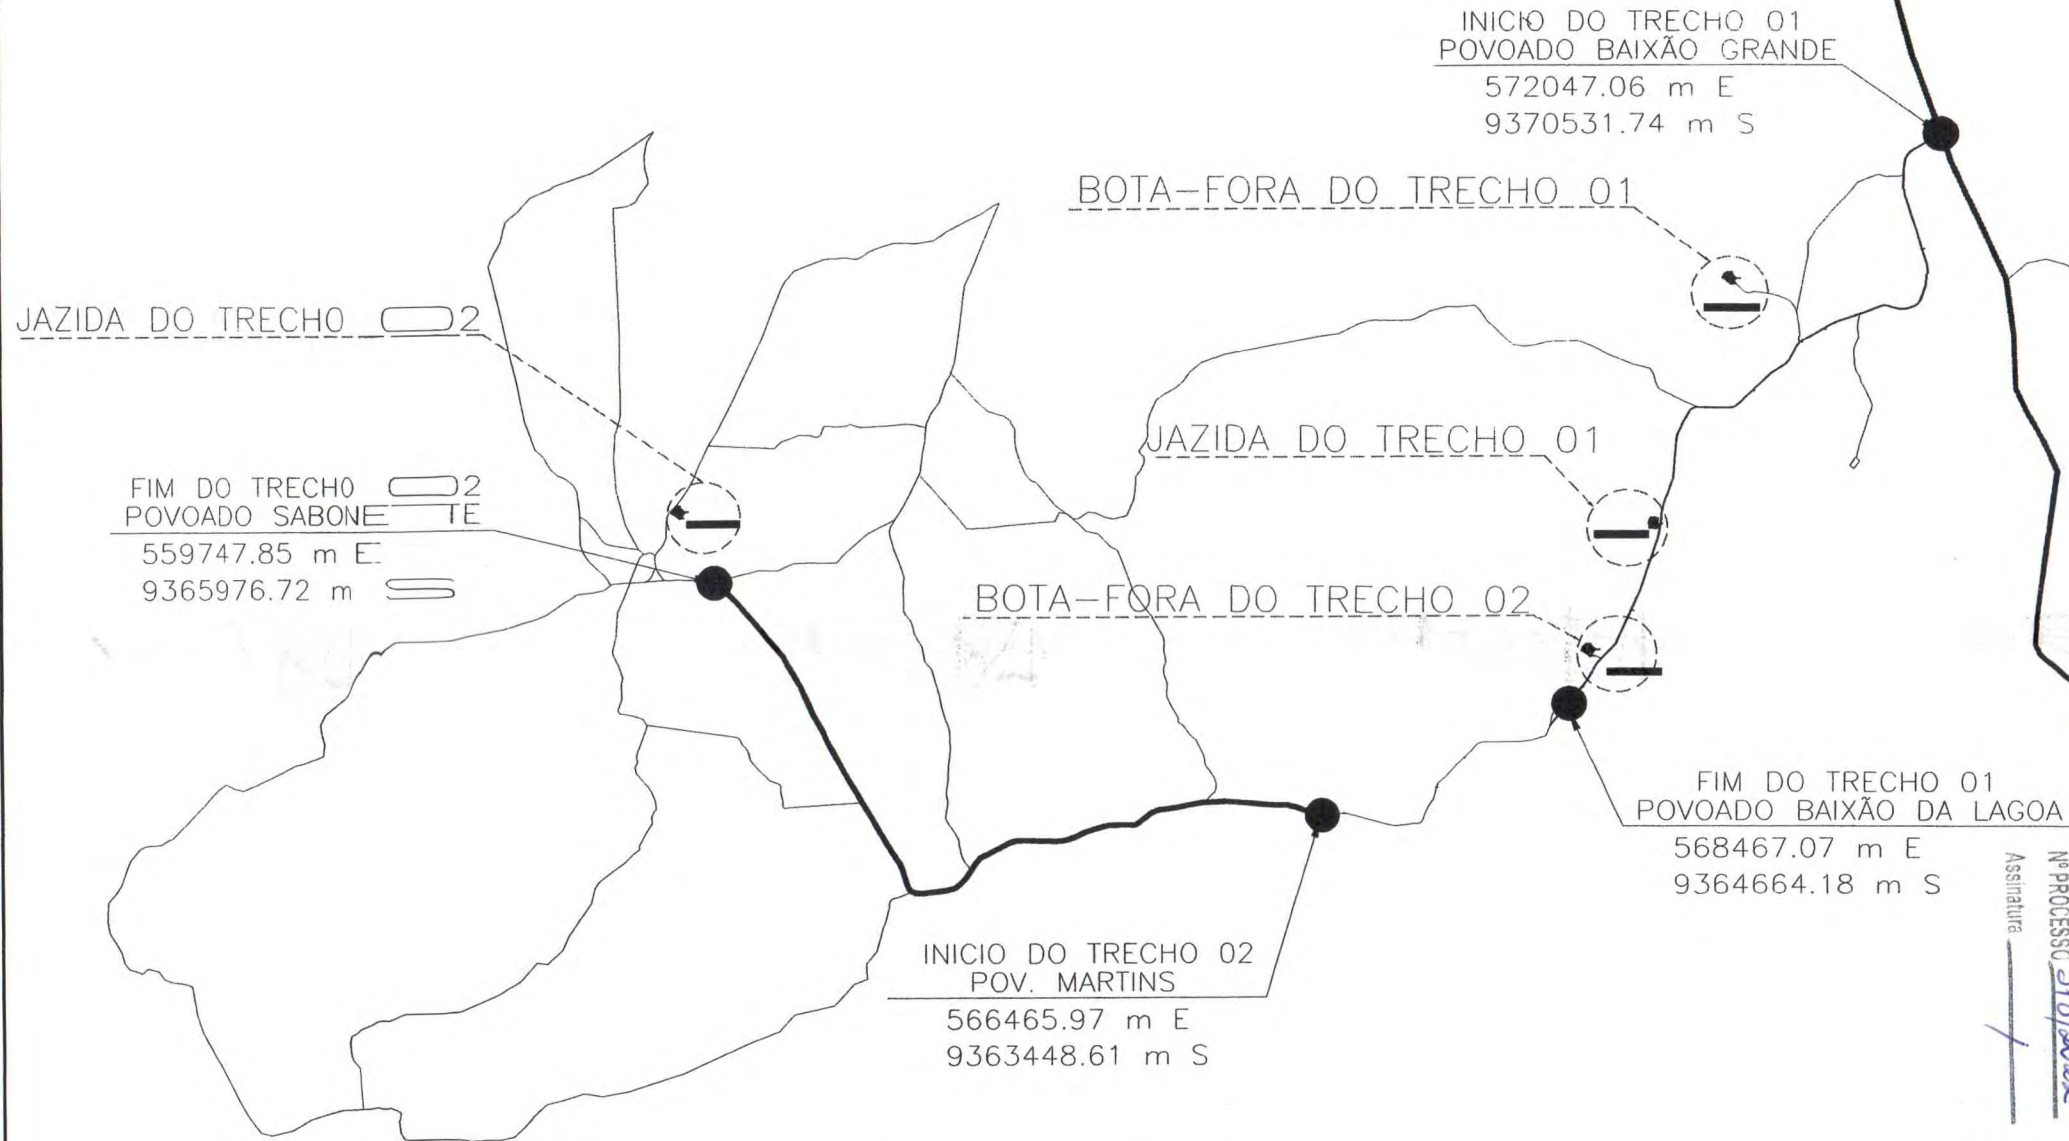 INICIO DO TRECHO 01
POVOADO BAIXÃO GRANDE
572047.06 m E
9370531.74 m S
BOTA-FORA DO TRECHO 01
JAZIDA DO TRECHO 02
JAZIDA DO TRECHO 01
FIM DO TRECHO 02
POVOADO SABONETE
559747.85 m E
9365976.72 m S
BOTA-FORA DO TRECHO 02
FIM DO TRECHO 01
POVOADO BAIXÃO DA LAGOA
568467.07 m E
9364664.18 m S
INICIO DO TRECHO 02
POV. MARTINS
566465.97 m E
9363448.61 m S
Nº PROCESSO
Assinatura